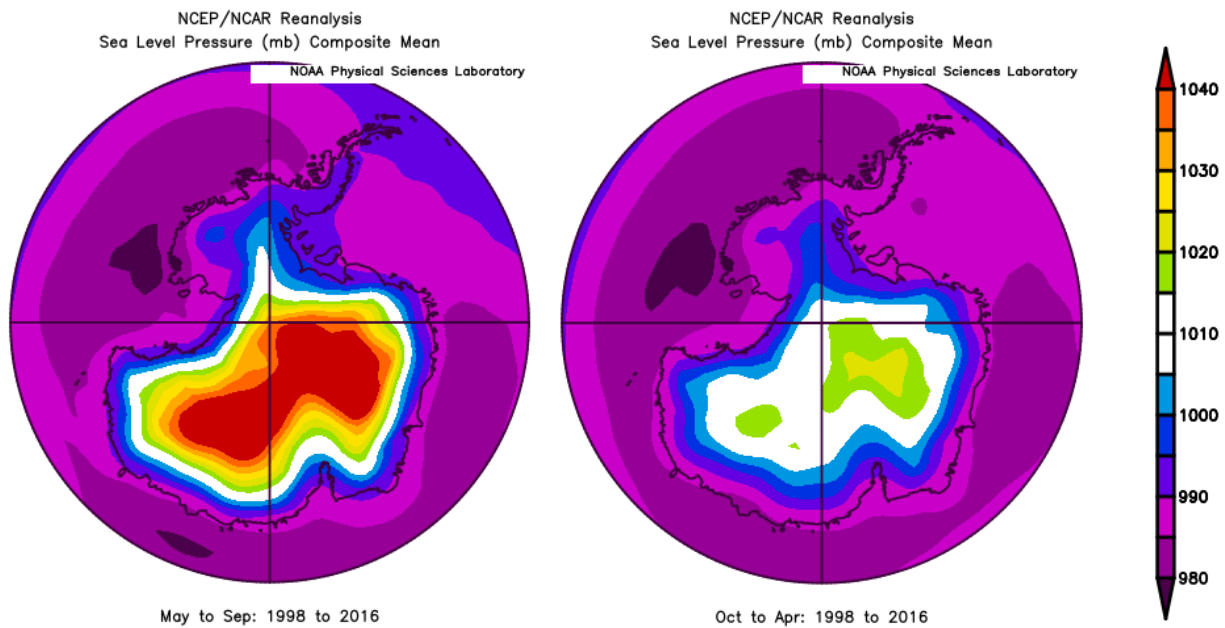 NCEP/NCAR Reanalysis
Sea Level Pressure (mb) Composite Mean
NOAA Physical Sciences Laboratory
May to Sep: 1998 to 2016
NCEP/NCAR Reanalysis
Sea Level Pressure (mb) Composite Mean
NOAA Physical Sciences Laboratory
Oct to Apr: 1998 to 2016
1040
1030
1020
1010
1000
990
980